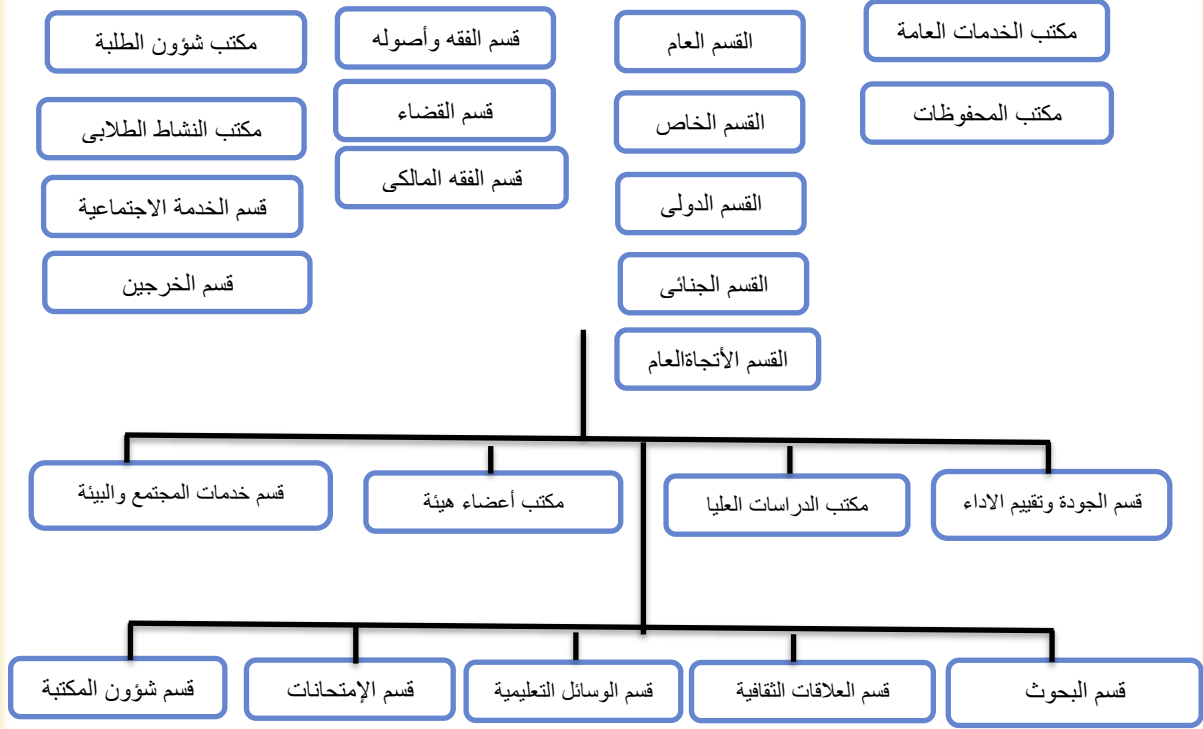 مكتب الخدمات العامة
مكتب المحفوظات
القسم العام
القسم الخاص
القسم الدولى
القسم الجنائى
القسم الأتجاةالعام
قسم الفقه وأصوله
قسم القضاء
قسم الفقه المالكى
مكتب شؤون الطلبة
مكتب النشاط الطلابى
قسم الخدمة الاجتماعية
قسم الخرجين
قسم الجودة وتقييم الاداء
مكتب الدراسات العليا
مكتب أعضاء هيئة
قسم خدمات المجتمع والبيئة
قسم البحوث
قسم العلاقات الثقافية
قسم الوسائل التعليمية
قسم الإمتحانات
قسم شؤون المكتبة